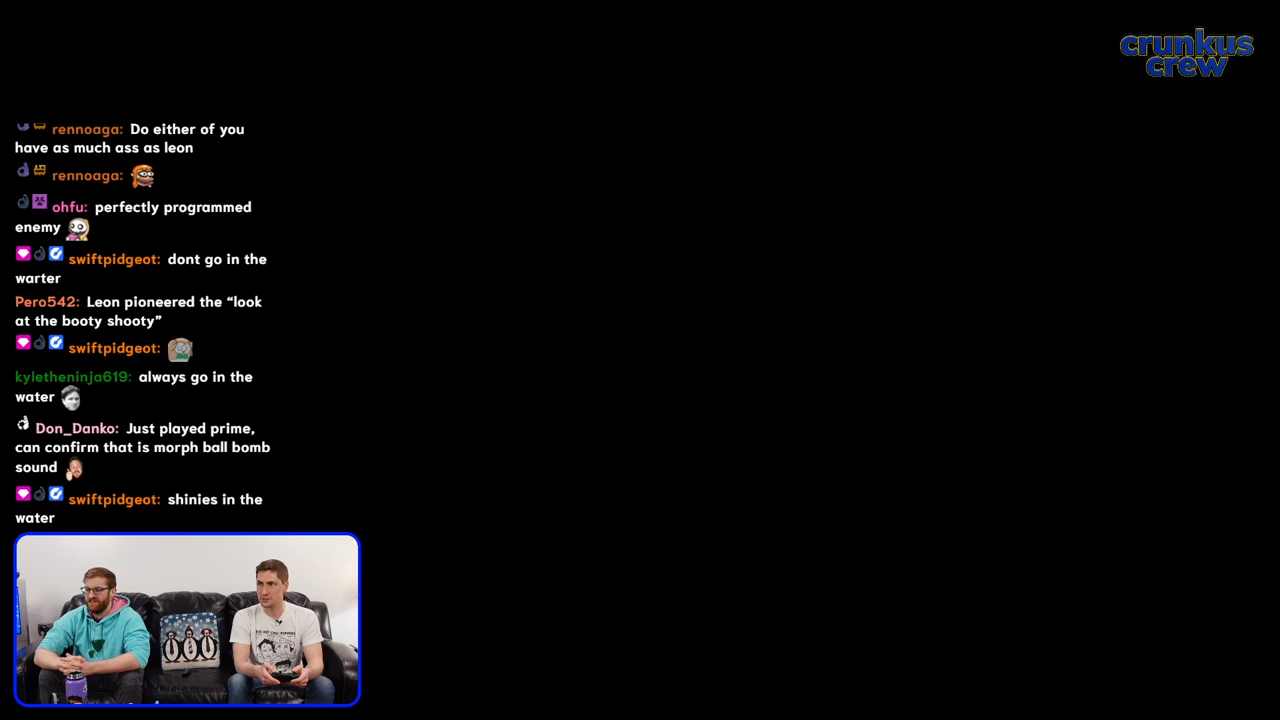 crunkus
crew
rennoaga: Do either of you
have as much ass as leon
rennoaga:
ohfu: perfectly programmed
enemy
swiftpidgeot: dont go in the
warter
Pero542: Leon pioneered the “look
at the booty shooty”
swiftpidgeot:
kyletheninja619: always go in the
water
Don_Danko: Just played prime,
can confirm that is morph ball bomb
sound
swiftpidgeot: shinies in the
water